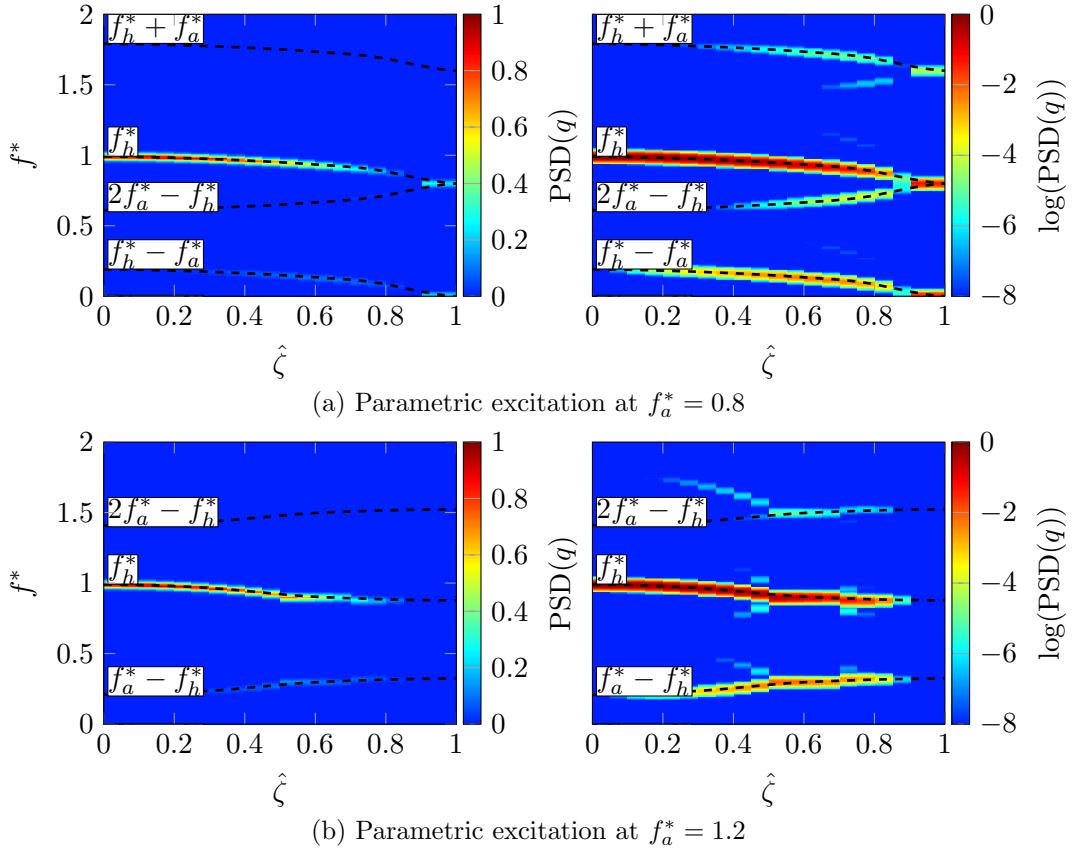 2
1.5
1
0.5
0
f*
f_h^* + f_a^*
f_h^*
2f_a^* − f_h^*
f_h^* − f_a^*
0 0.2 0.4 0.6 0.8 1
ζ̂
1
0.8
0.6
0.4
0.2
0
PSD(q)
f_h^* + f_a^*
f_h^*
2f_a^* − f_h^*
f_h^* − f_a^*
0 0.2 0.4 0.6 0.8 1
ζ̂
0
−2
−4
−6
−8
log(PSD(q))
(a) Parametric excitation at f_a^* = 0.8
2
1.5
1
0.5
0
f*
2f_a^* − f_h^*
f_h^*
f_a^* − f_h^*
0 0.2 0.4 0.6 0.8 1
ζ̂
1
0.8
0.6
0.4
0.2
0
PSD(q)
2f_a^* − f_h^*
f_h^*
f_a^* − f_h^*
0 0.2 0.4 0.6 0.8 1
ζ̂
0
−2
−4
−6
−8
log(PSD(q))
(b) Parametric excitation at f_a^* = 1.2